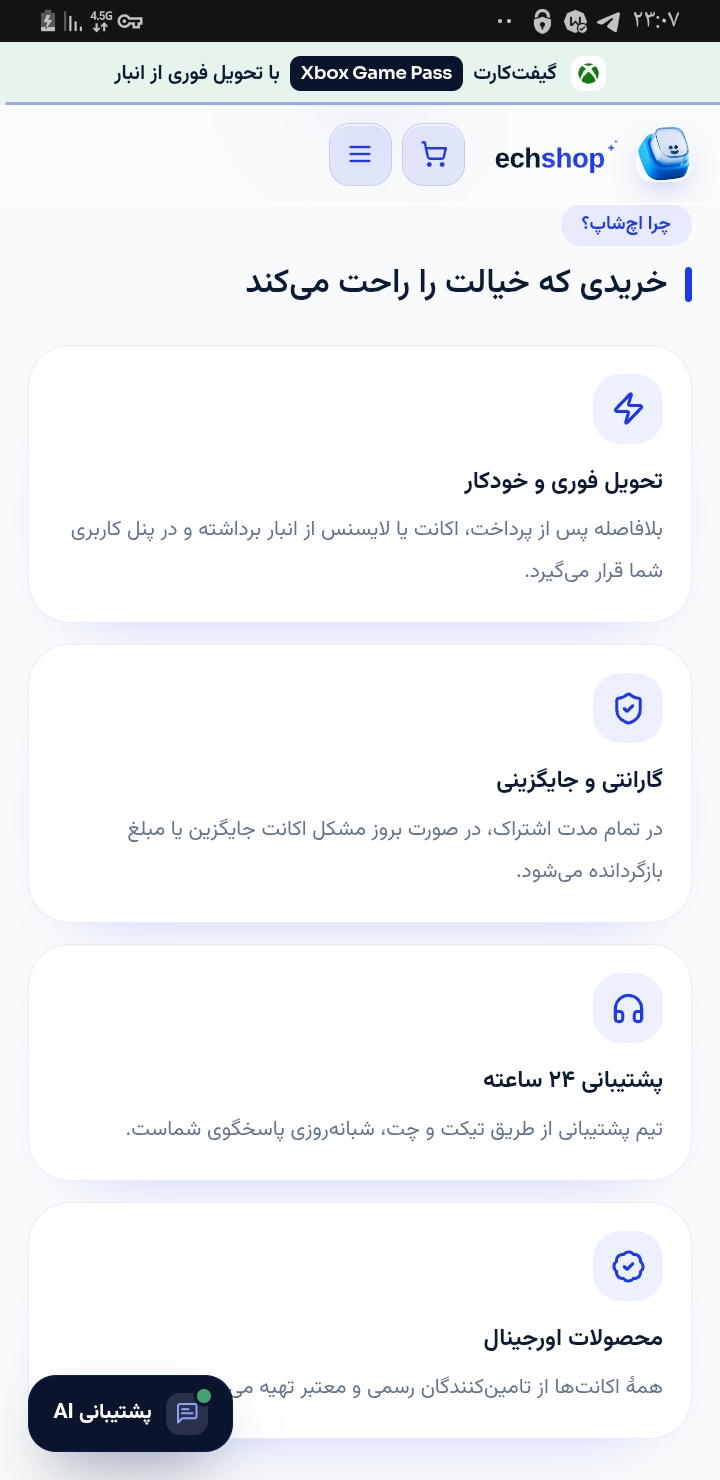 ۲۳:۰۷
4.5G
گیفت‌کارت Xbox Game Pass با تحویل فوری از انبار
echshop
چرا اچ‌شاپ؟
خریدی که خیالت را راحت می‌کند
تحویل فوری و خودکار
بلافاصله پس از پرداخت، اکانت یا لایسنس از انبار برداشته و در پنل کاربری
شما قرار می‌گیرد.
گارانتی و جایگزینی
در تمام مدت اشتراک، در صورت بروز مشکل اکانت جایگزین یا مبلغ
بازگردانده می‌شود.
پشتیبانی ۲۴ ساعته
تیم پشتیبانی از طریق تیکت و چت، شبانه‌روزی پاسخگوی شماست.
محصولات اورجینال
همهٔ اکانت‌ها از تامین‌کنندگان رسمی و معتبر تهیه می
پشتیبانی AI